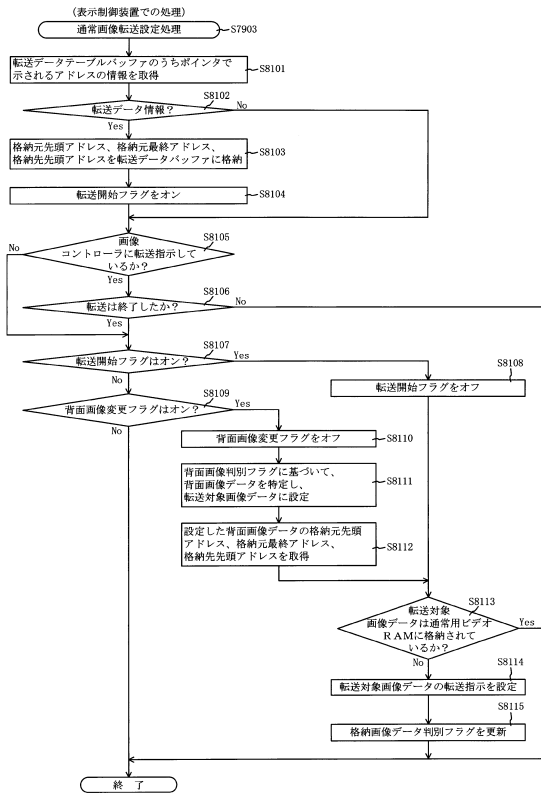 (表示制御装置での処理)
通常画像転送設定処理
S7903
転送データテーブルバッファのうちポインタで
示されるアドレスの情報を取得
S8101
転送データ情報?
S8102
No
Yes
格納元先頭アドレス、格納元最終アドレス、
格納先先頭アドレスを転送データバッファに格納
S8103
転送開始フラグをオン
S8104
画像
コントローラに転送指示して
いるか?
S8105
No
Yes
転送は終了したか?
S8106
No
Yes
転送開始フラグはオン?
S8107
Yes
No
転送開始フラグをオフ
S8108
背面画像変更フラグはオン?
S8109
Yes
No
背面画像変更フラグをオフ
S8110
背面画像判別フラグに基づいて、
背面画像データを特定し、
転送対象画像データに設定
S8111
設定した背面画像データの格納元先頭
アドレス、格納元最終アドレス、
格納先先頭アドレスを取得
S8112
転送対象
画像データは通常用ビデオ
RAMに格納されて
いるか?
S8113
Yes
No
転送対象画像データの転送指示を設定
S8114
格納画像データ判別フラグを更新
S8115
終 了